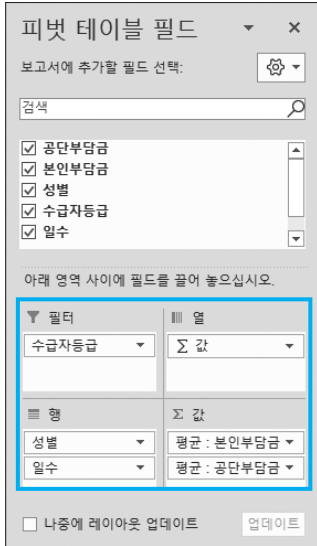 피벗 테이블 필드
보고서에 추가할 필드 선택:
검색
공단부담금
본인부담금
성별
수급자등급
일수
아래 영역 사이에 필드를 끌어 놓으십시오.
필터
열
수급자등급
Σ 값
행
Σ 값
성별
평균 : 본인부담금
일수
평균 : 공단부담금
나중에 레이아웃 업데이트
업데이트